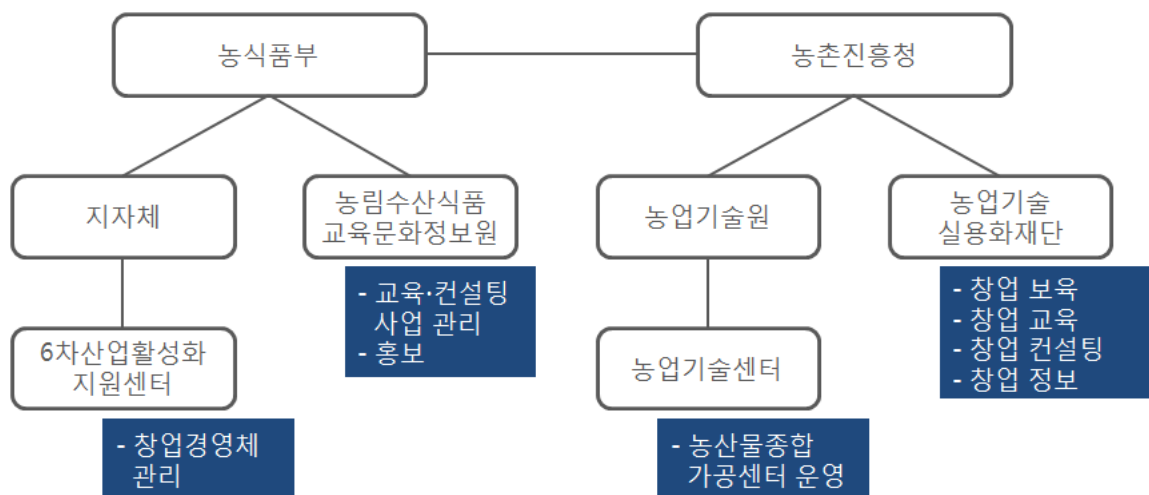 농식품부
농촌진흥청
지자체
농림수산식품
교육문화정보원
농업기술원
농업기술
실용화재단
- 교육·컨설팅
사업 관리
- 홍보
- 창업 보육
- 창업 교육
- 창업 컨설팅
- 창업 정보
6차산업활성화
지원센터
농업기술센터
- 창업경영체
관리
- 농산물종합
가공센터 운영